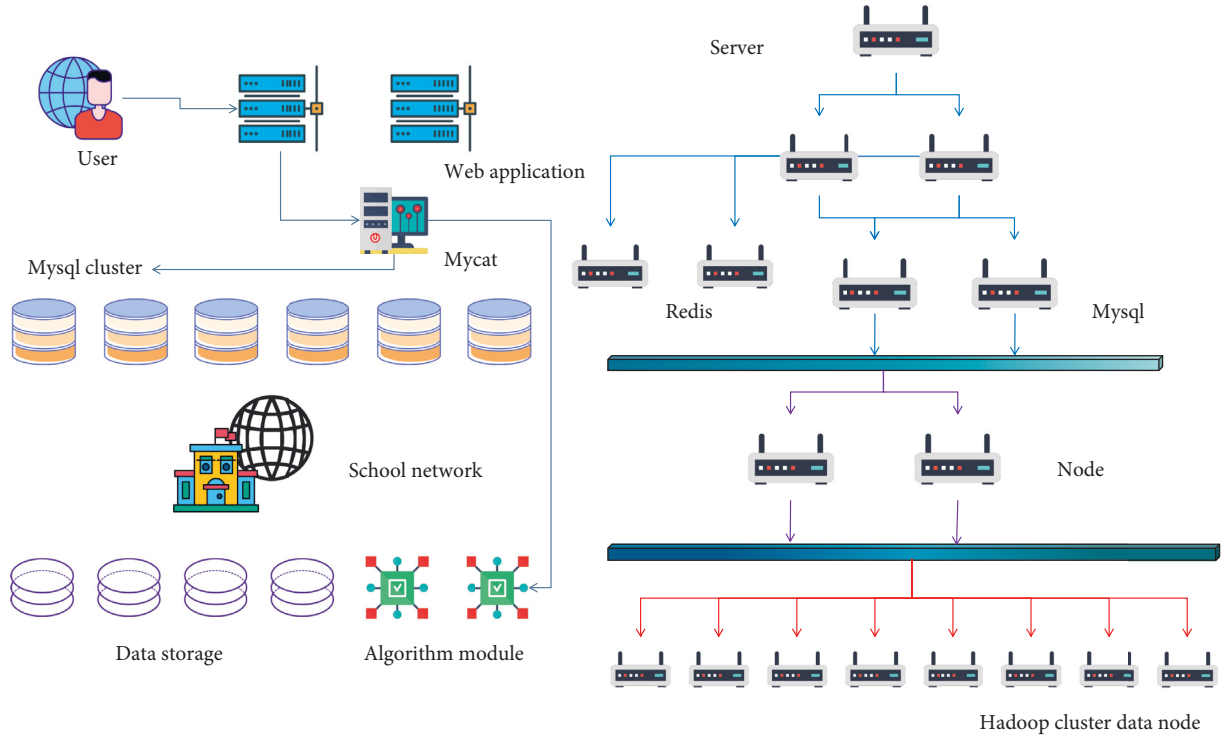 Server
User
Web application
Mycat
Mysql cluster
Redis
Mysql
School network
Node
Data storage
Algorithm module
Hadoop cluster data node